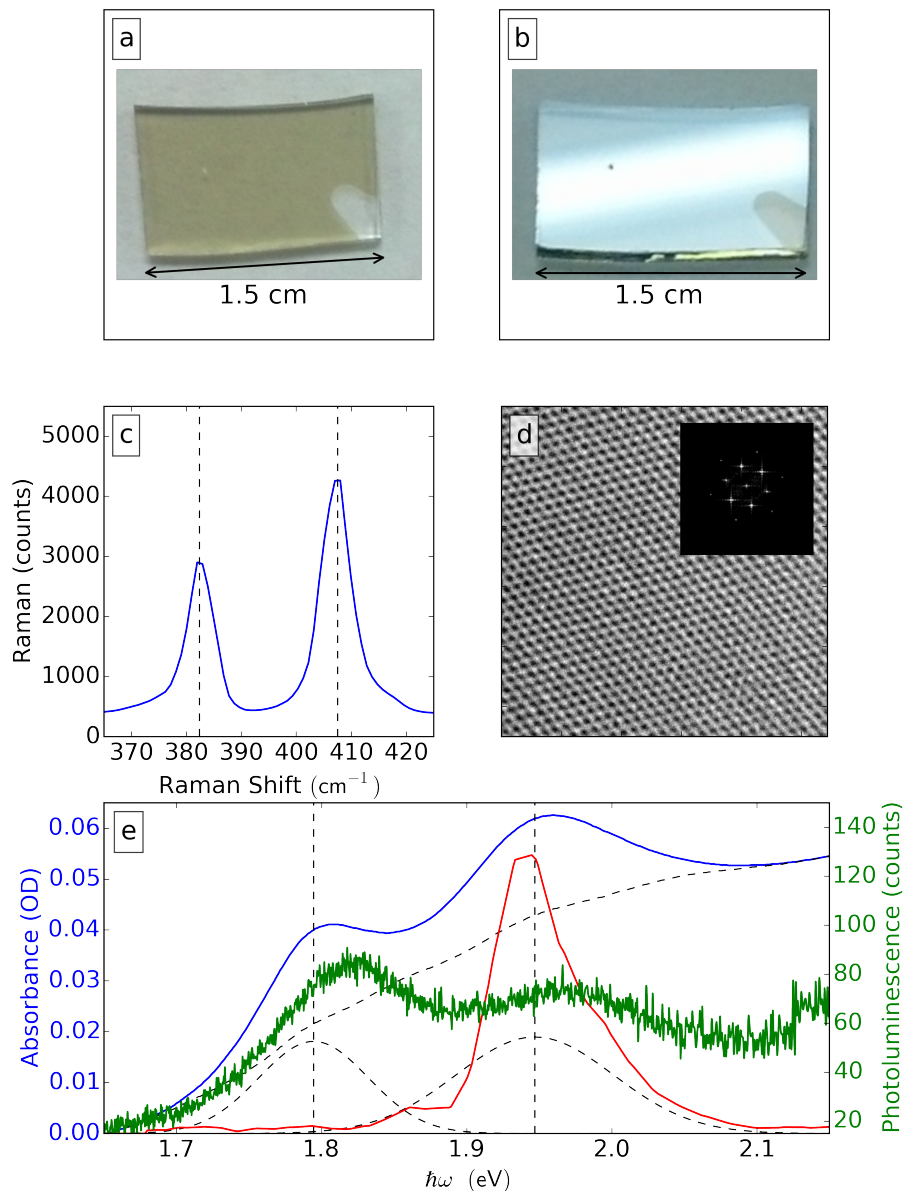 a
b
1.5 cm
1.5 cm
c
d
5000
4000
3000
2000
1000
0
Raman (counts)
370 380 390 400 410 420
Raman Shift (cm⁻¹)
e
0.06
0.05
0.04
0.03
0.02
0.01
0.00
Absorbance (OD)
140
120
100
80
60
40
20
Photoluminescence (counts)
1.7 1.8 1.9 2.0 2.1
ħω (eV)